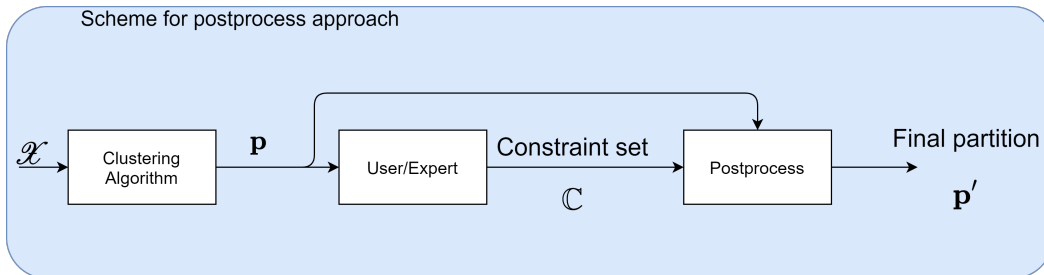 Scheme for postprocess approach
𝒳
Clustering
Algorithm
p
User/Expert
Constraint set
ℂ
Postprocess
Final partition
p′